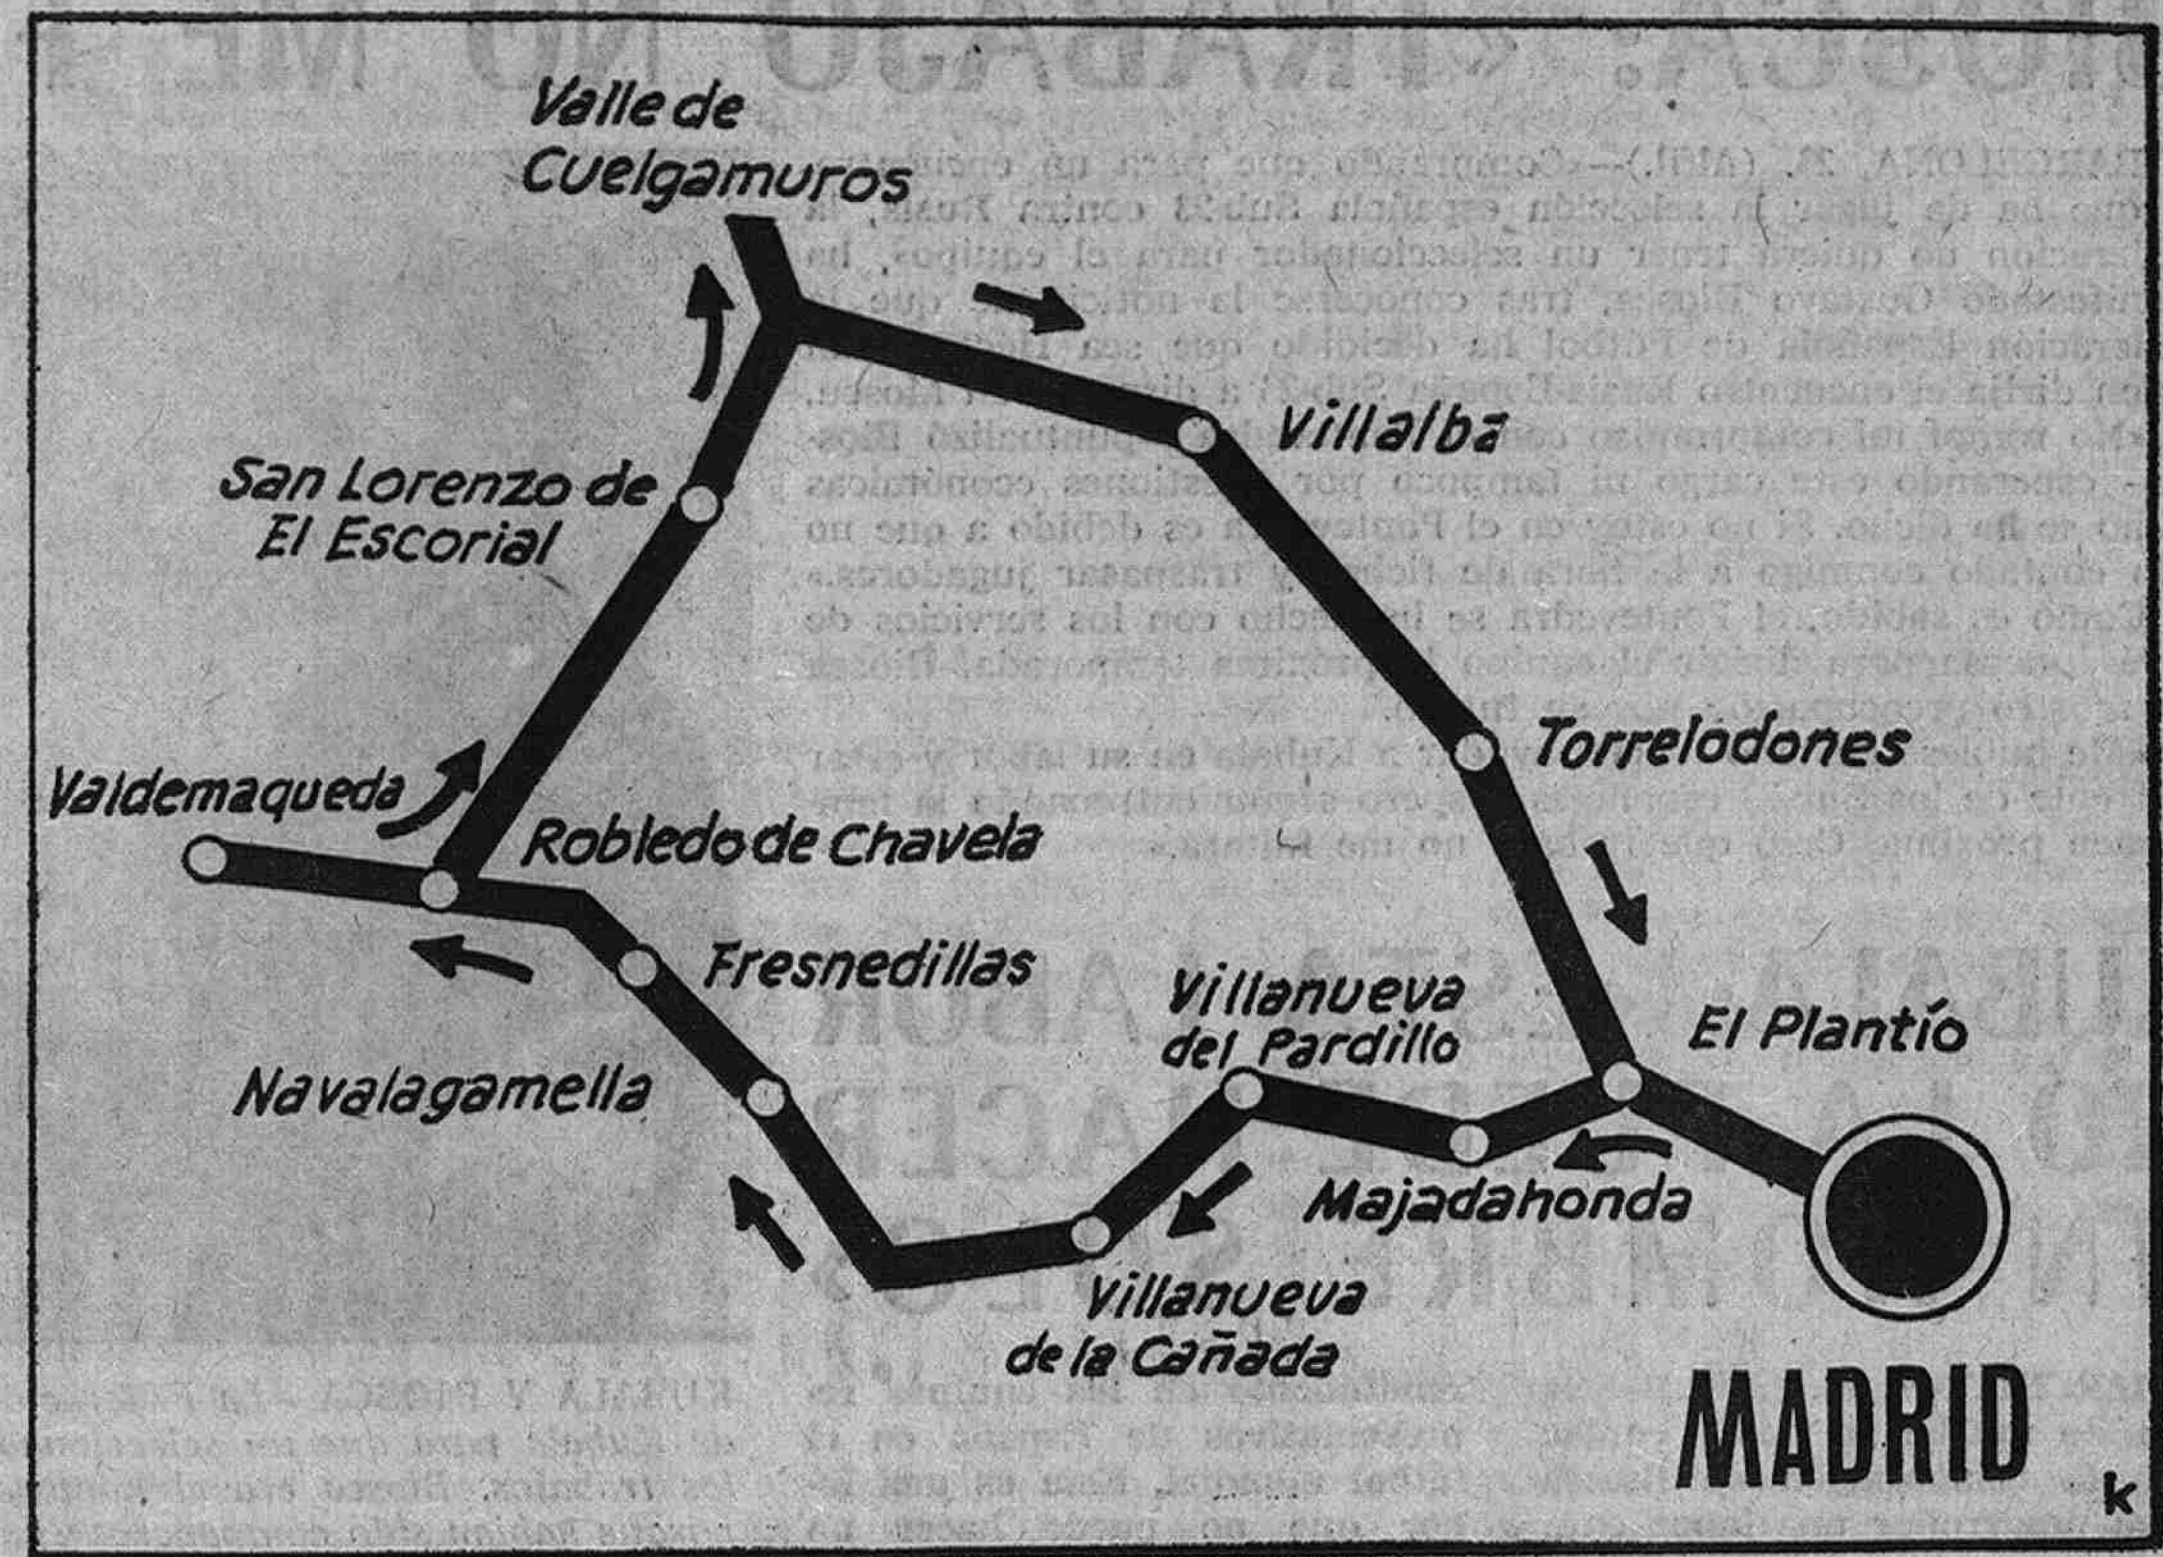 Valle de
Cuelgamuros
Villalba
San Lorenzo de
El Escorial
Torrelodones
Valdemaqueda
Robledo de Chavela
Fresnedillas
Villanueva
del Pardillo
El Plantío
Navalagamella
Majadahonda
Villanueva
de la Cañada
MADRID
k